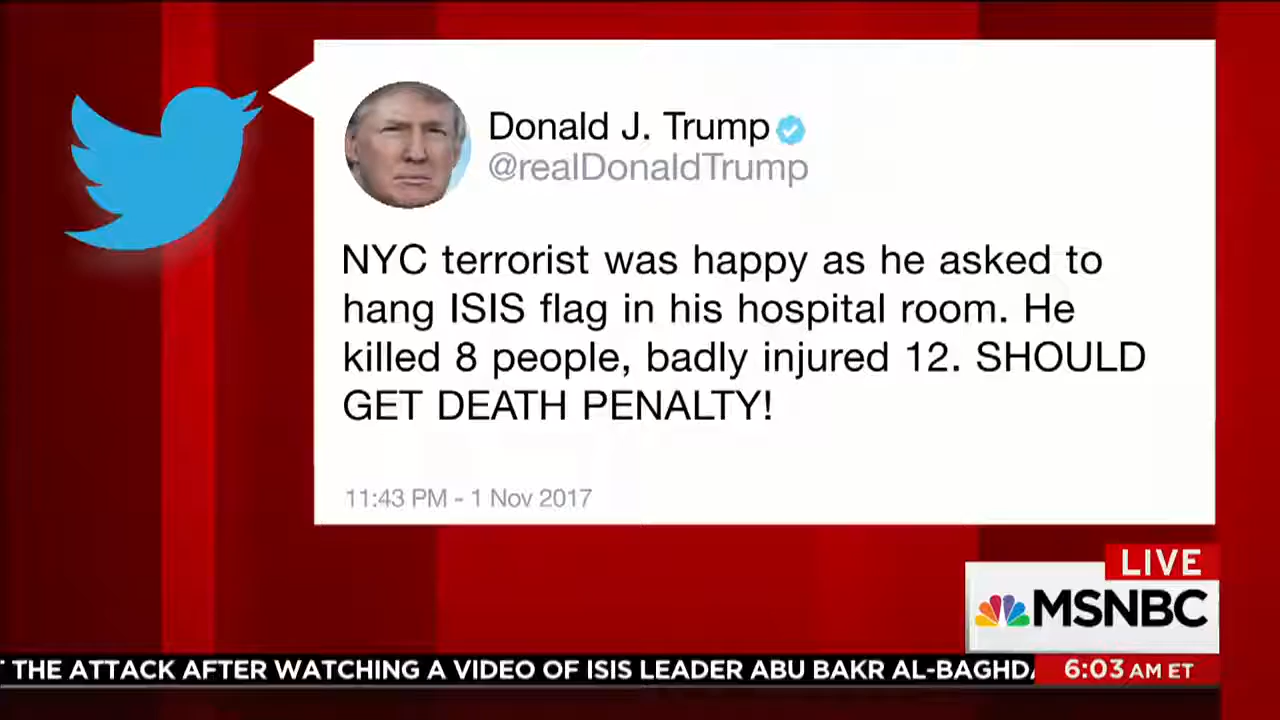 Donald J. Trump
@realDonaldTrump
NYC terrorist was happy as he asked to
hang ISIS flag in his hospital room. He
killed 8 people, badly injured 12. SHOULD
GET DEATH PENALTY!
11:43 PM - 1 Nov 2017
LIVE
MSNBC
THE ATTACK AFTER WATCHING A VIDEO OF ISIS LEADER ABU BAKR AL-BAGHD
6:03 AM ET